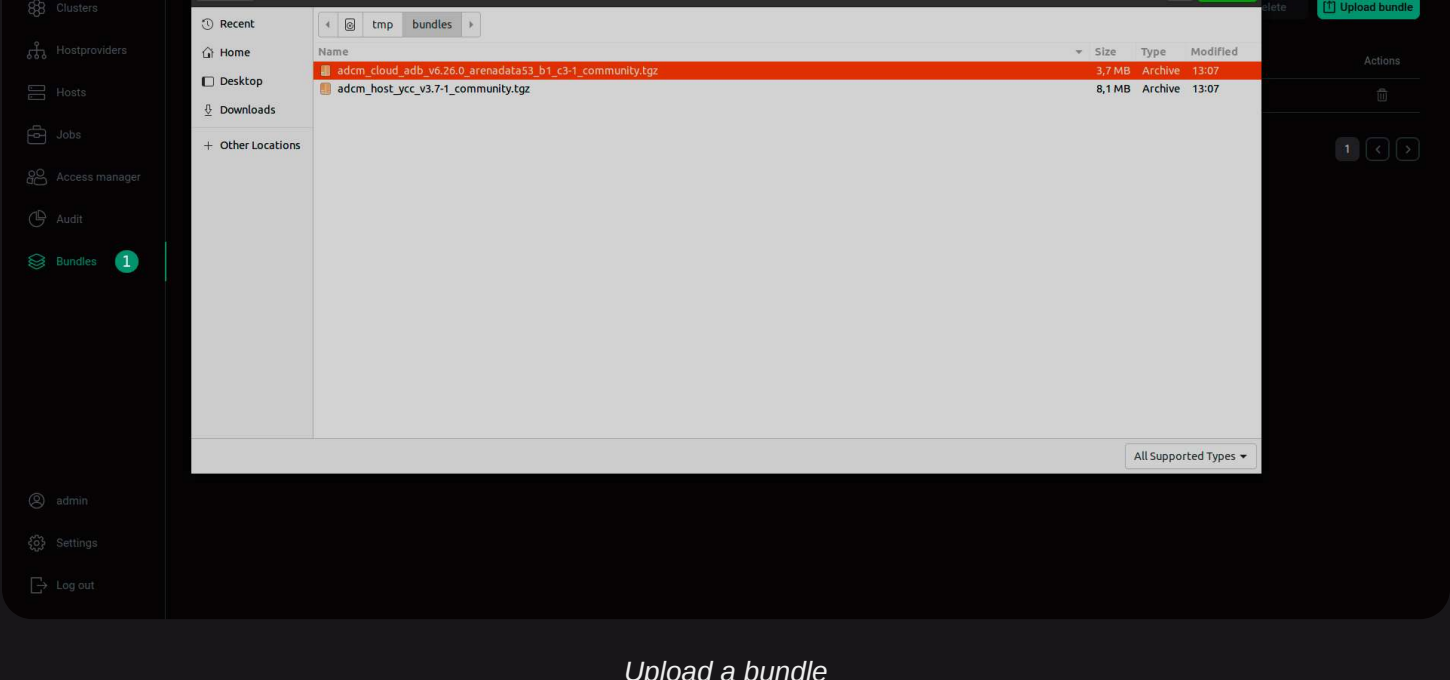 Clusters
Hostproviders
Hosts
Jobs
Access manager
Audit
Bundles 1
admin
Settings
Log out
Recent
Home
Desktop
Downloads
+ Other Locations
tmp bundles
Name Size Type Modified
adcm_cloud_adb_v6.26.0_arenadata53_b1_c3-1_community.tgz 3,7 MB Archive 13:07
adcm_host_ycc_v3.7-1_community.tgz 8,1 MB Archive 13:07
All Supported Types
elete Upload bundle
Actions
1
Upload a bundle